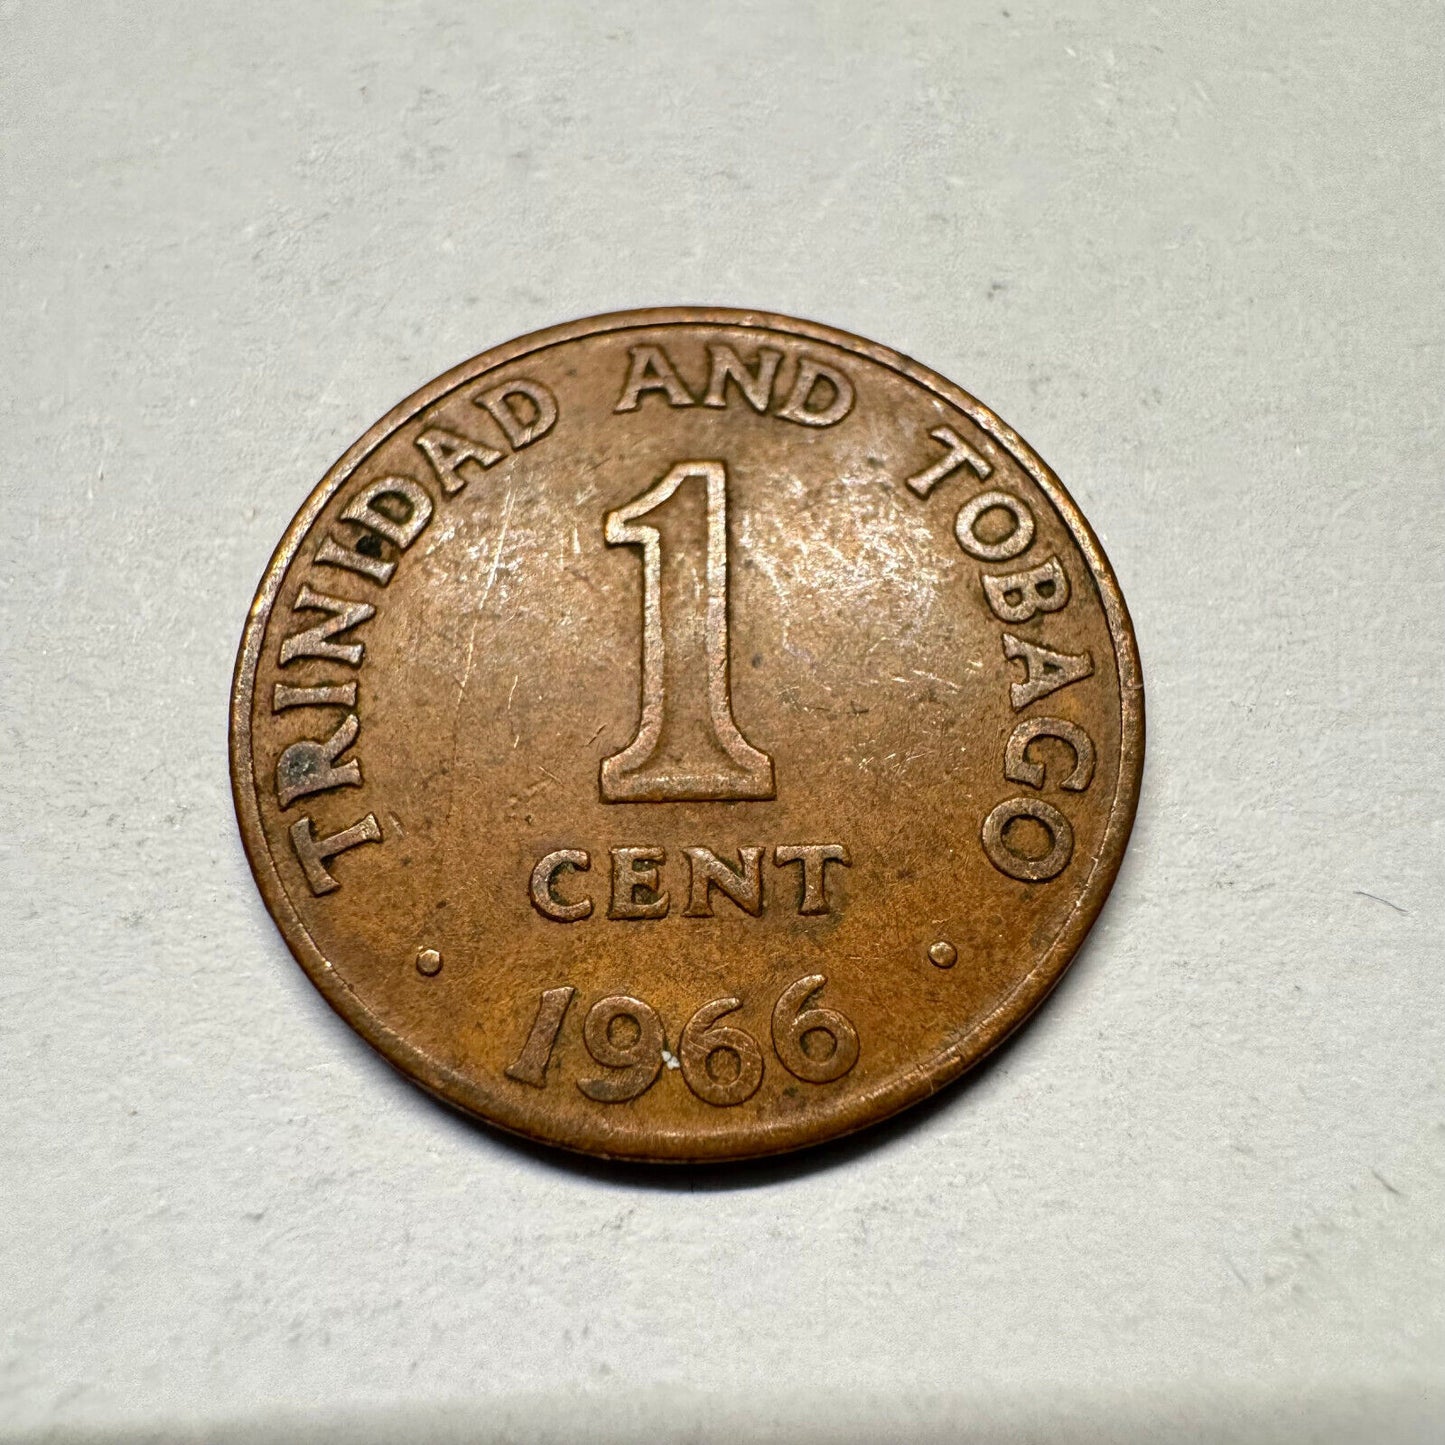 TRINIDAD AND TOBAGO
1
CENT
• 1966 •